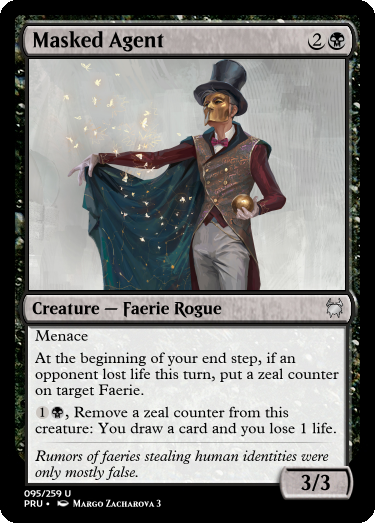 Masked Agent 2
Creature — Faerie Rogue
Menace
At the beginning of your end step, if an
opponent lost life this turn, put a zeal counter
on target Faerie.
1, Remove a zeal counter from this
creature: You draw a card and you lose 1 life.
Rumors of faeries stealing human identities were
only mostly false.
3/3
095/259 U
PRU • Margo Zacharova 3